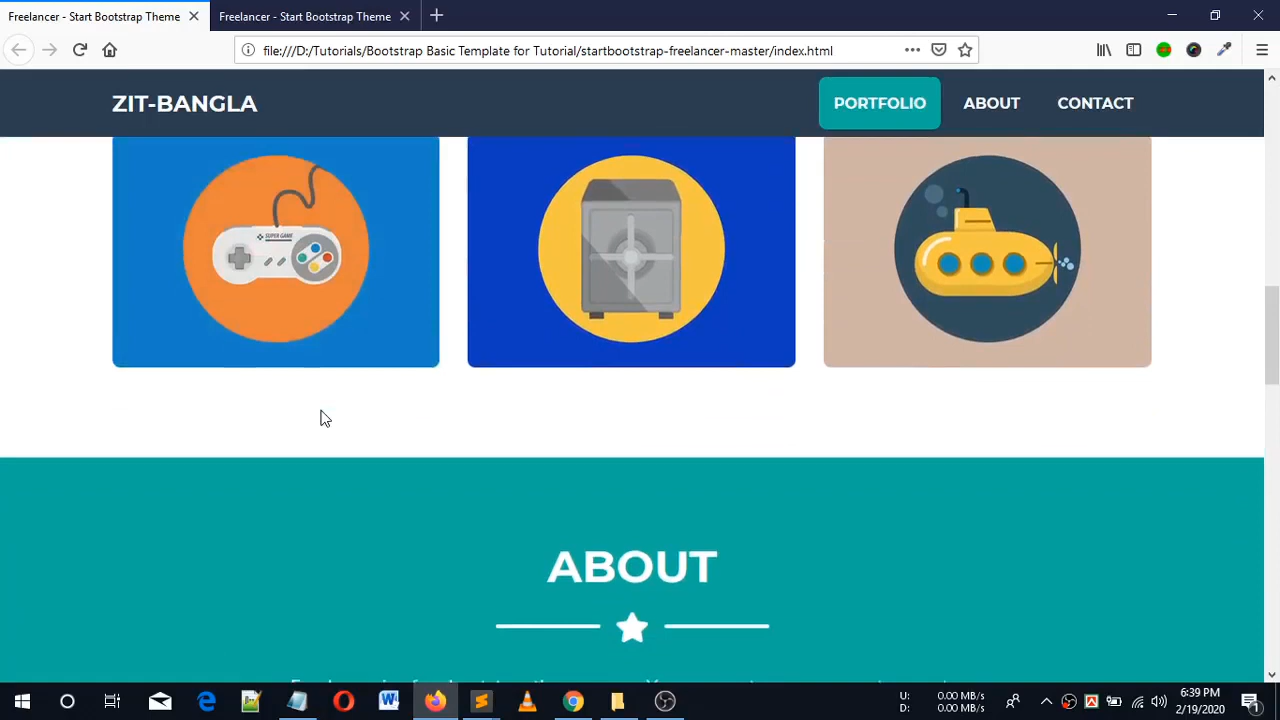 Freelancer - Start Bootstrap Theme
Freelancer - Start Bootstrap Theme
file:///D:/Tutorials/Bootstrap Basic Template for Tutorial/startbootstrap-freelancer-master/index.html
ZIT-BANGLA
PORTFOLIO
ABOUT
CONTACT
SUPER GAME
ABOUT
U: 0.00 MB/s
D: 0.00 MB/s
6:39 PM
2/19/2020